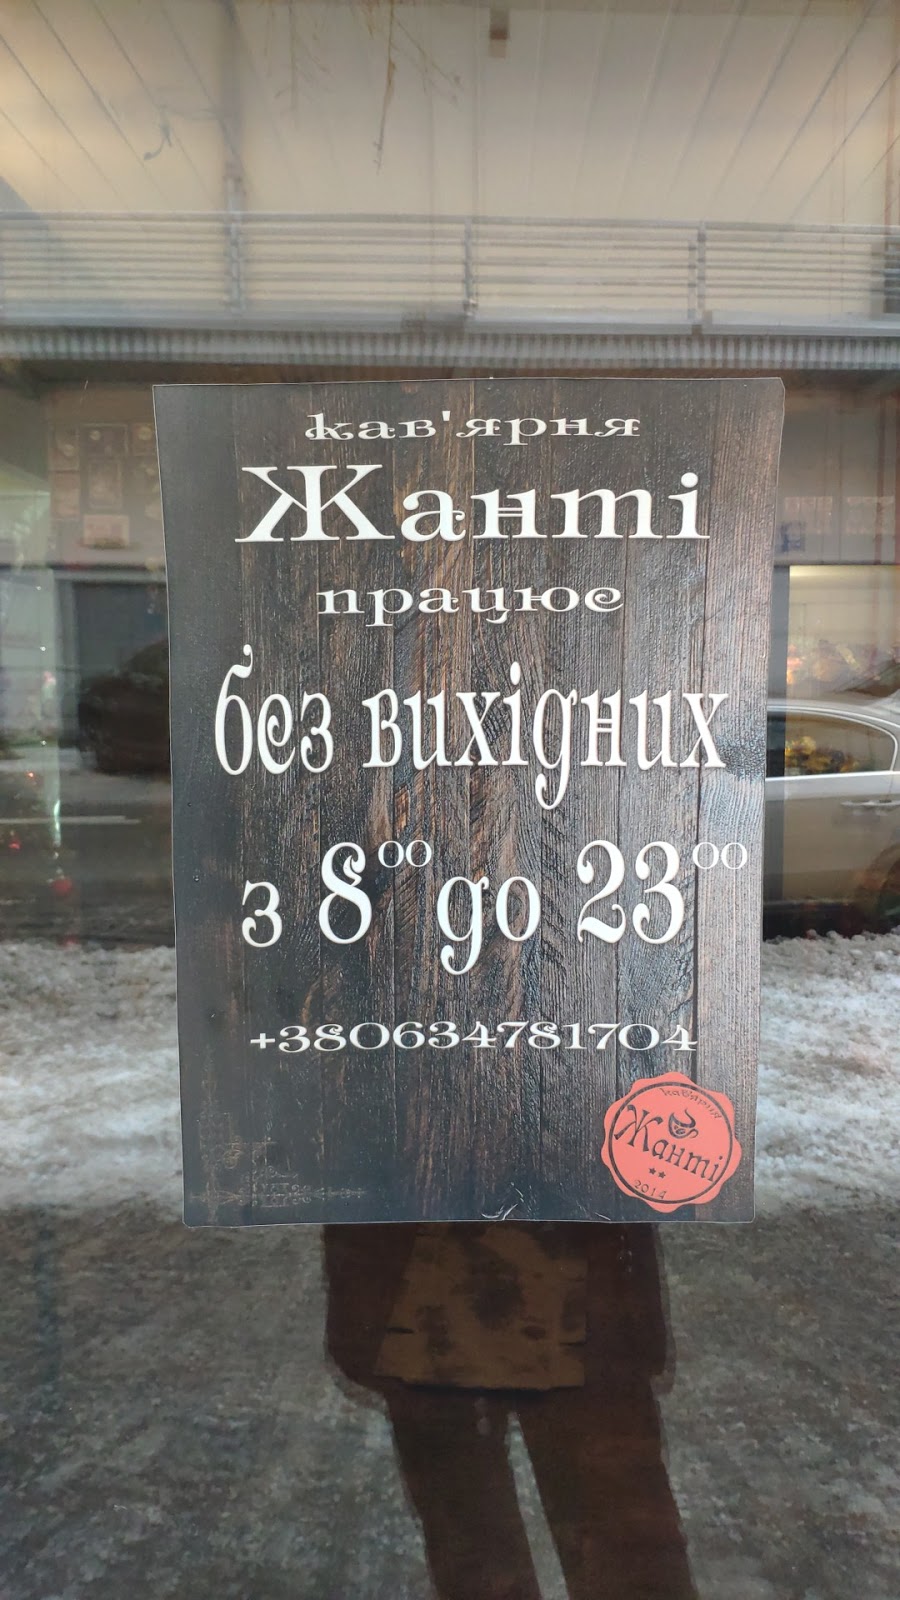 кав'ярня
Жанті
працює
без вихідних
з 8⁰⁰ до 23⁰⁰
+380634781704
кав'ярня
Жанті
2014